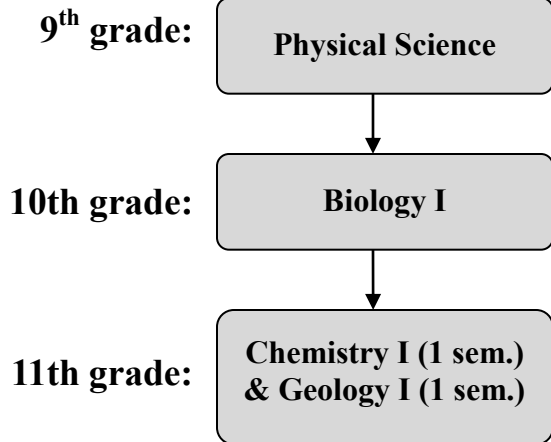 9th grade:
Physical Science
10th grade:
Biology I
11th grade:
Chemistry I (1 sem.)
& Geology I (1 sem.)